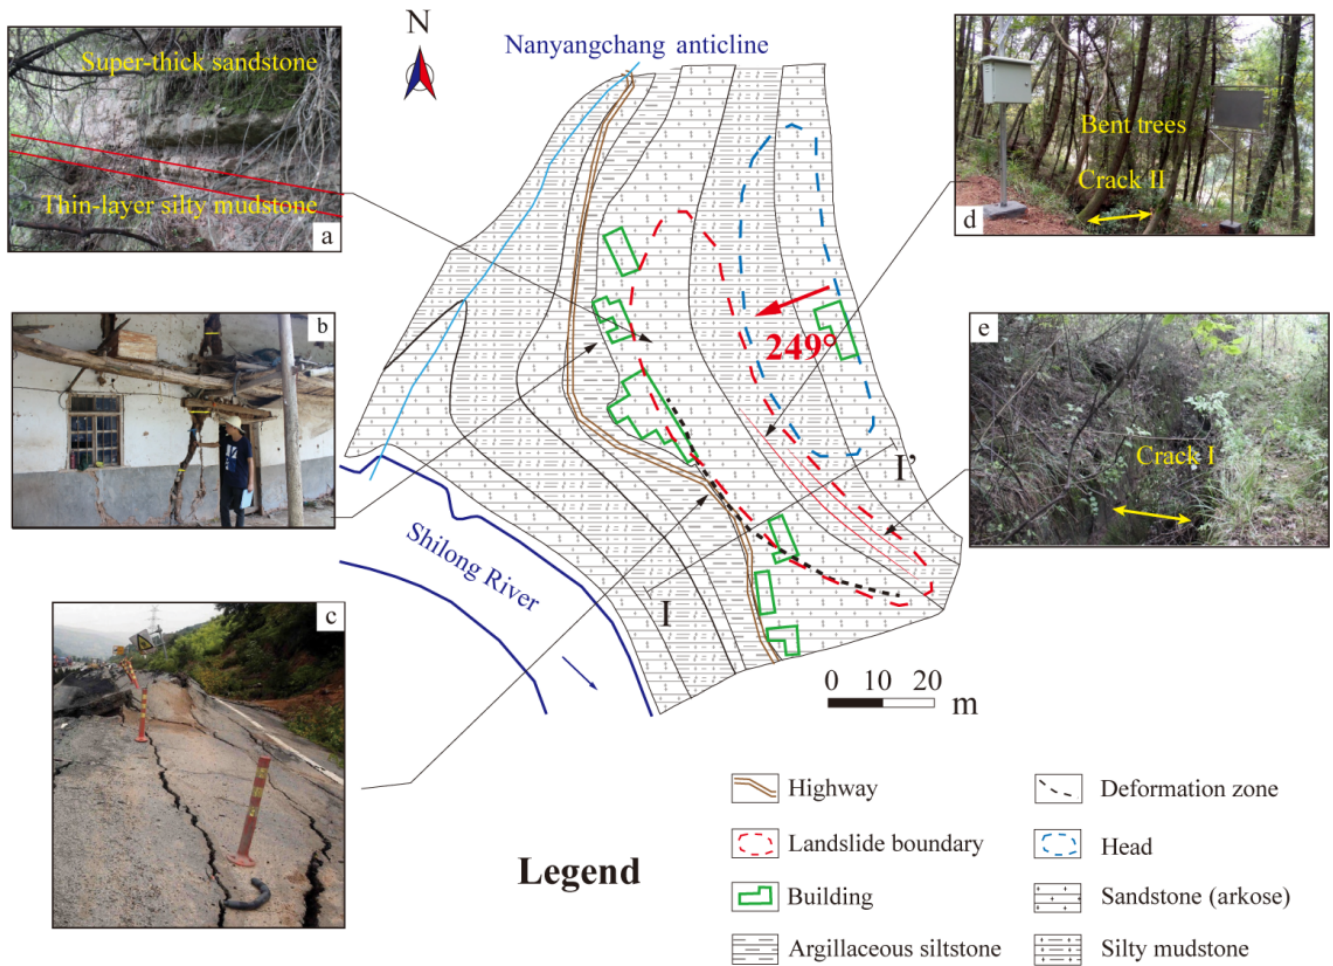 N
Nanyangchang anticline
Super-thick sandstone
Thin-layer silty mudstone
a
Bent trees
Crack II
d
b
249°
e
Crack I
I'
Shilong River
I
c
0 10 20 m
Legend
Highway
Deformation zone
Landslide boundary
Head
Building
Sandstone (arkose)
Argillaceous siltstone
Silty mudstone